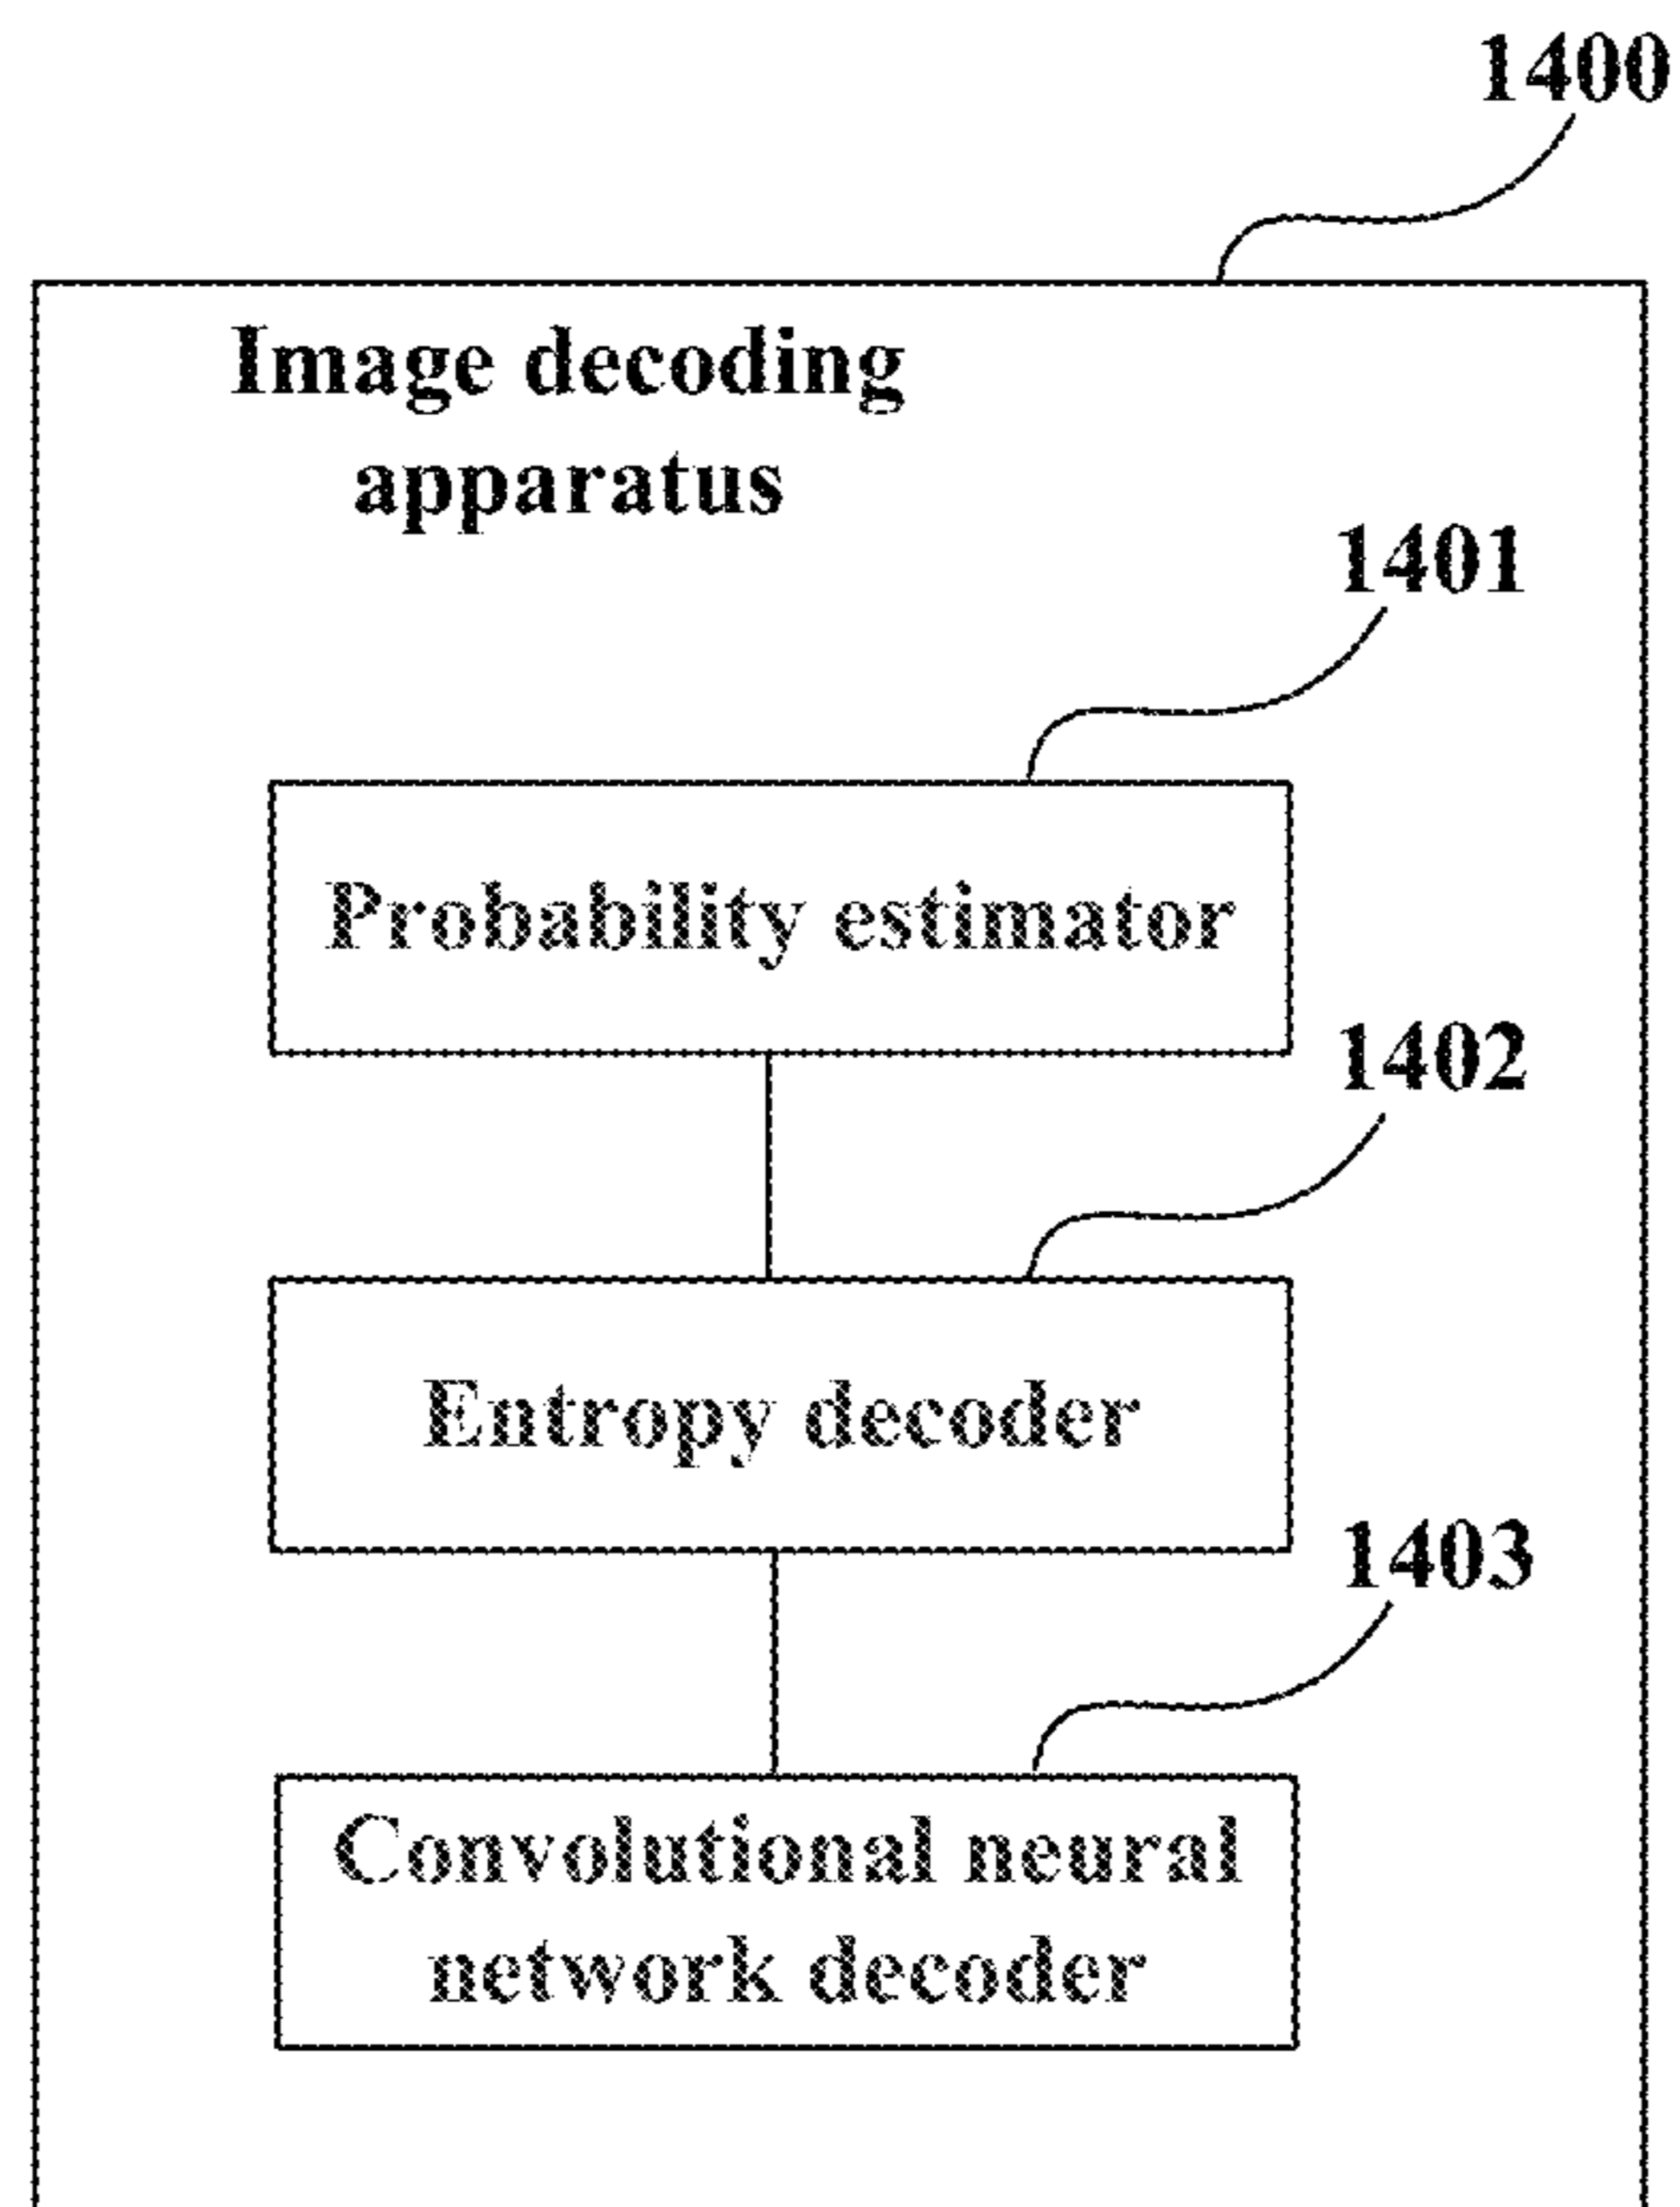 1400
Image decoding
apparatus
1401
Probability estimator
1402
Entropy decoder
1403
Convolutional neural
network decoder